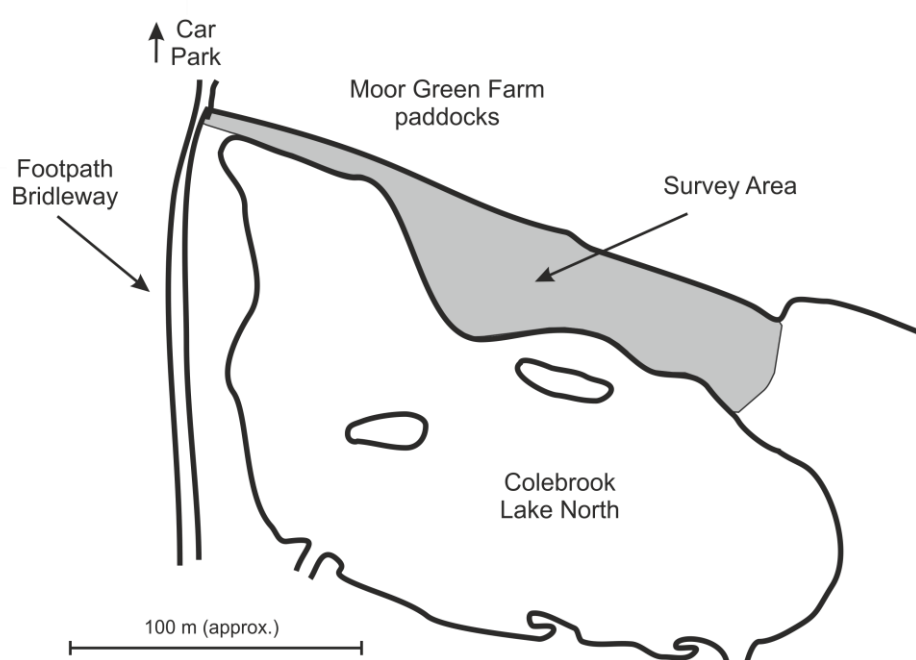 Car
Park
Moor Green Farm
paddocks
Footpath
Bridleway
Survey Area
Colebrook
Lake North
100 m (approx.)